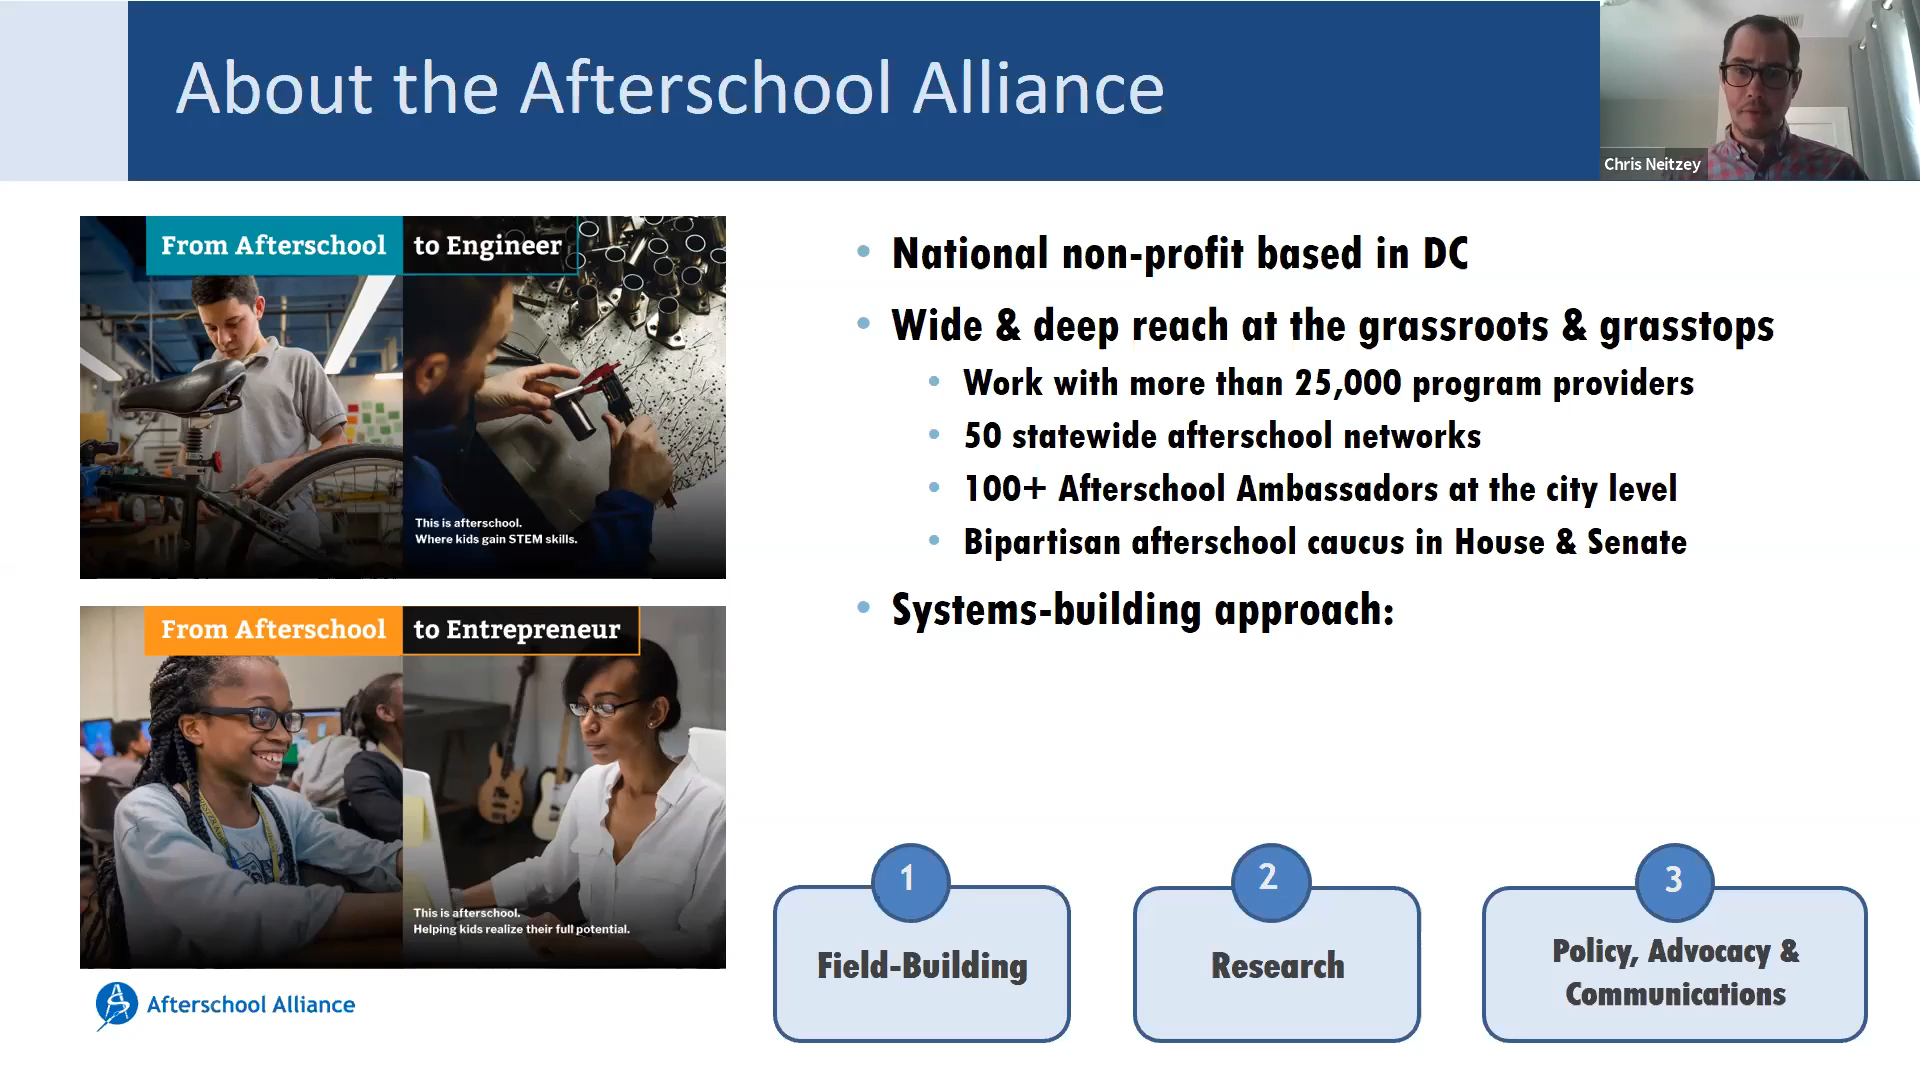 About the Afterschool Alliance
Chris Neitzey
From Afterschool to Engineer
This is afterschool.
Where kids gain STEM skills.
From Afterschool to Entrepreneur
This is afterschool.
Helping kids realize their full potential.
Afterschool Alliance
• National non-profit based in DC
• Wide & deep reach at the grassroots & grasstops
• Work with more than 25,000 program providers
• 50 statewide afterschool networks
• 100+ Afterschool Ambassadors at the city level
• Bipartisan afterschool caucus in House & Senate
• Systems-building approach:
1
Field-Building
2
Research
3
Policy, Advocacy &
Communications